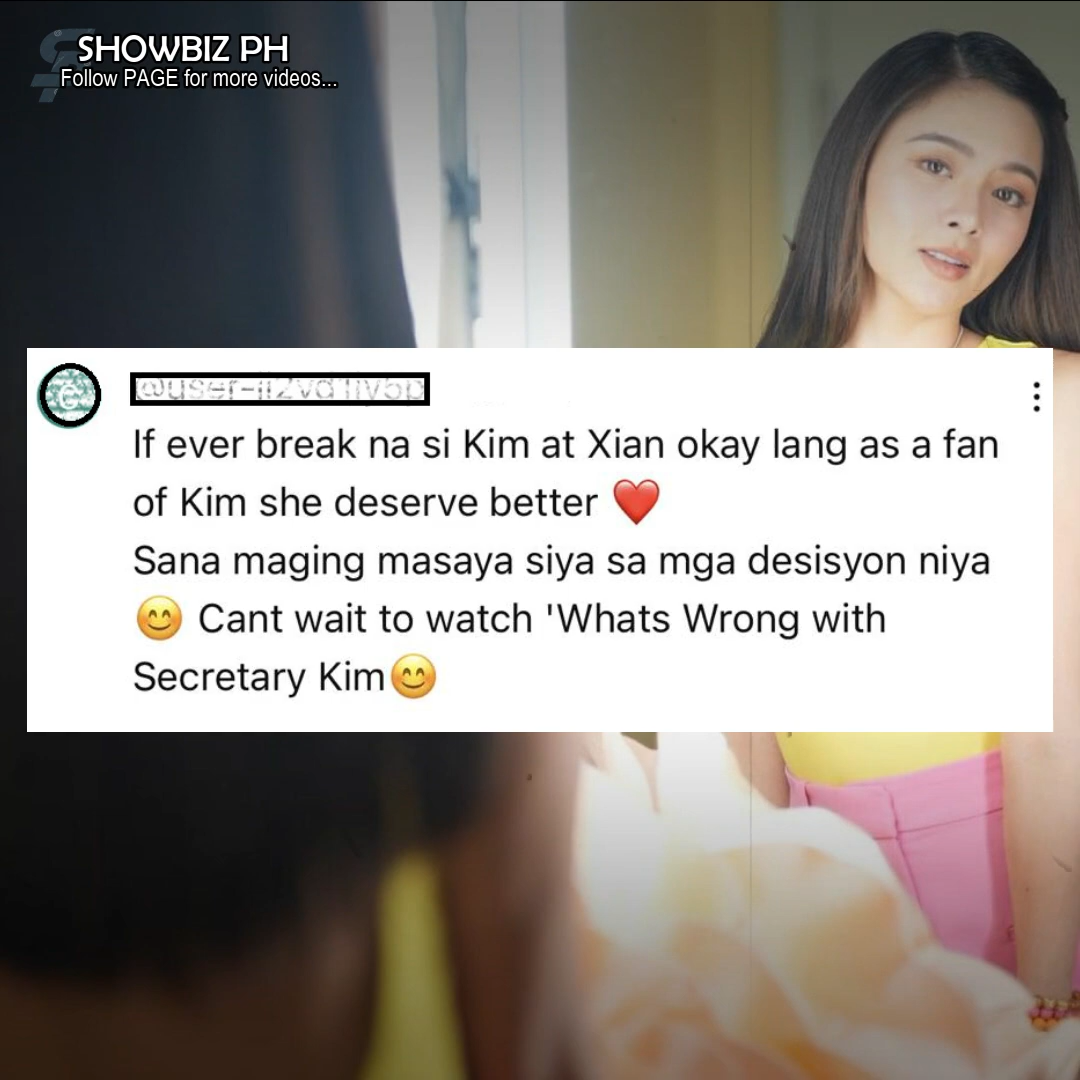 SHOWBIZ PH
Follow PAGE for more videos...
If ever break na si Kim at Xian okay lang as a fan
of Kim she deserve better ❤️
Sana maging masaya siya sa mga desisyon niya
😊 Cant wait to watch 'Whats Wrong with
Secretary Kim😊